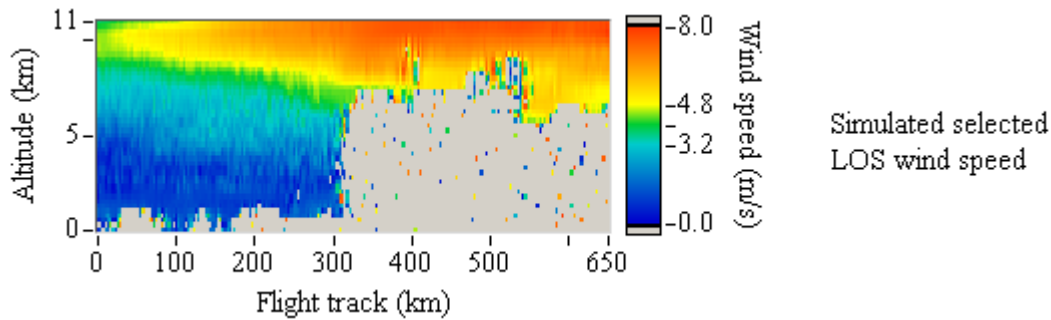 11
5
0
Altitude (km)
0 100 200 300 400 500 650
Flight track (km)
8.0
4.8
3.2
0.0
Wind speed (m/s)
Simulated selected
LOS wind speed